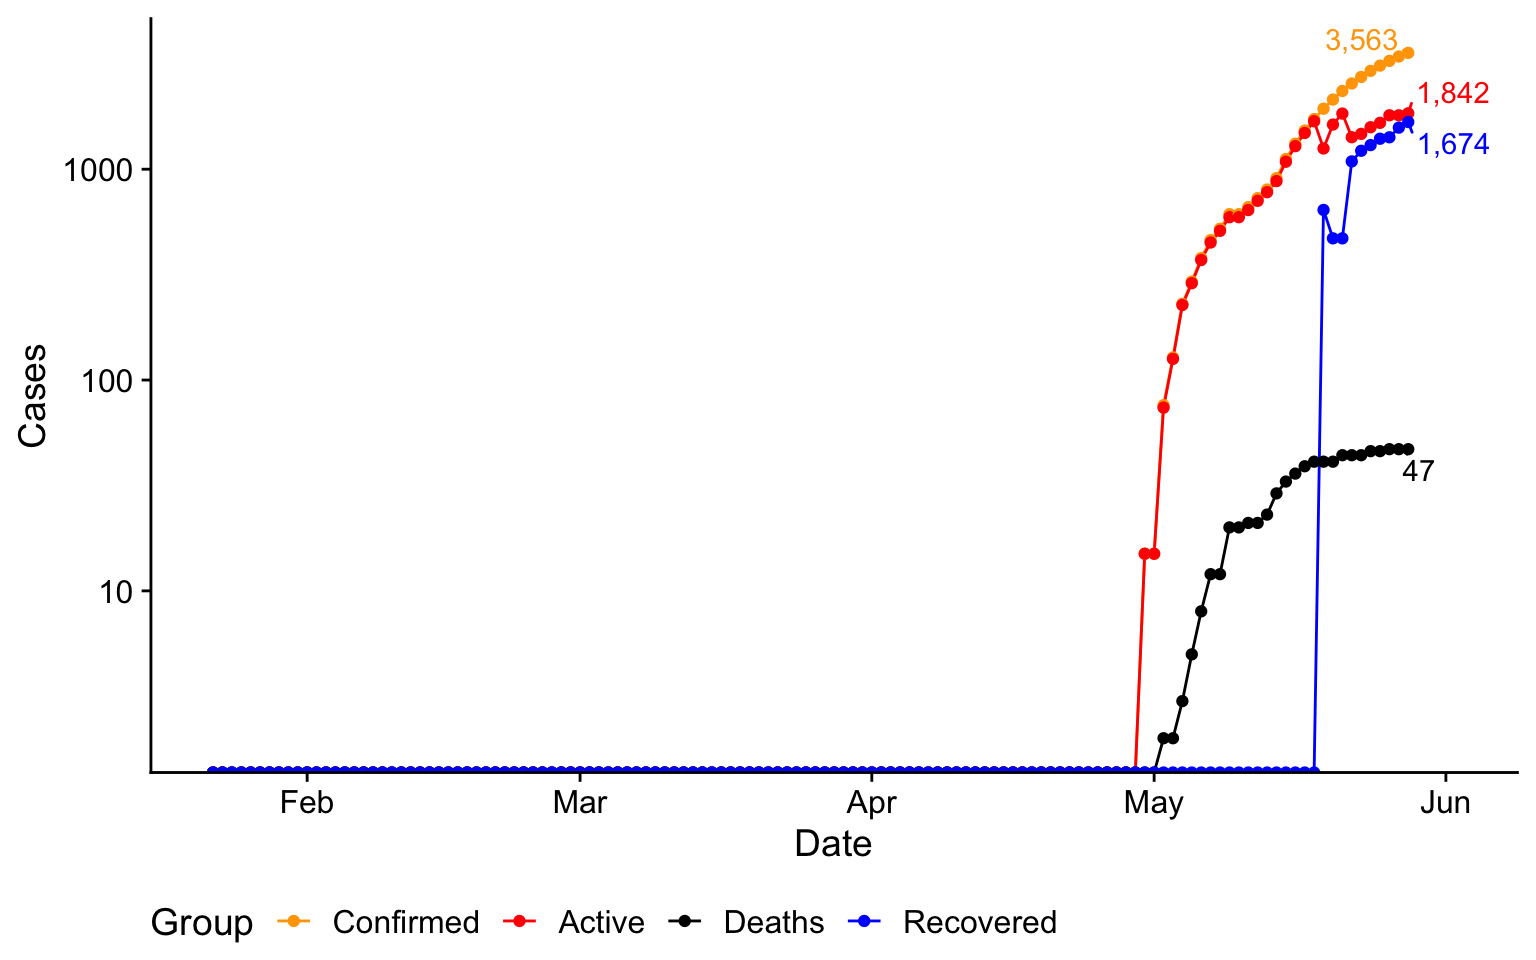 3,563
1,842
1,674
47
1000
100
10
Cases
Feb Mar Apr May Jun
Date
Group Confirmed Active Deaths Recovered